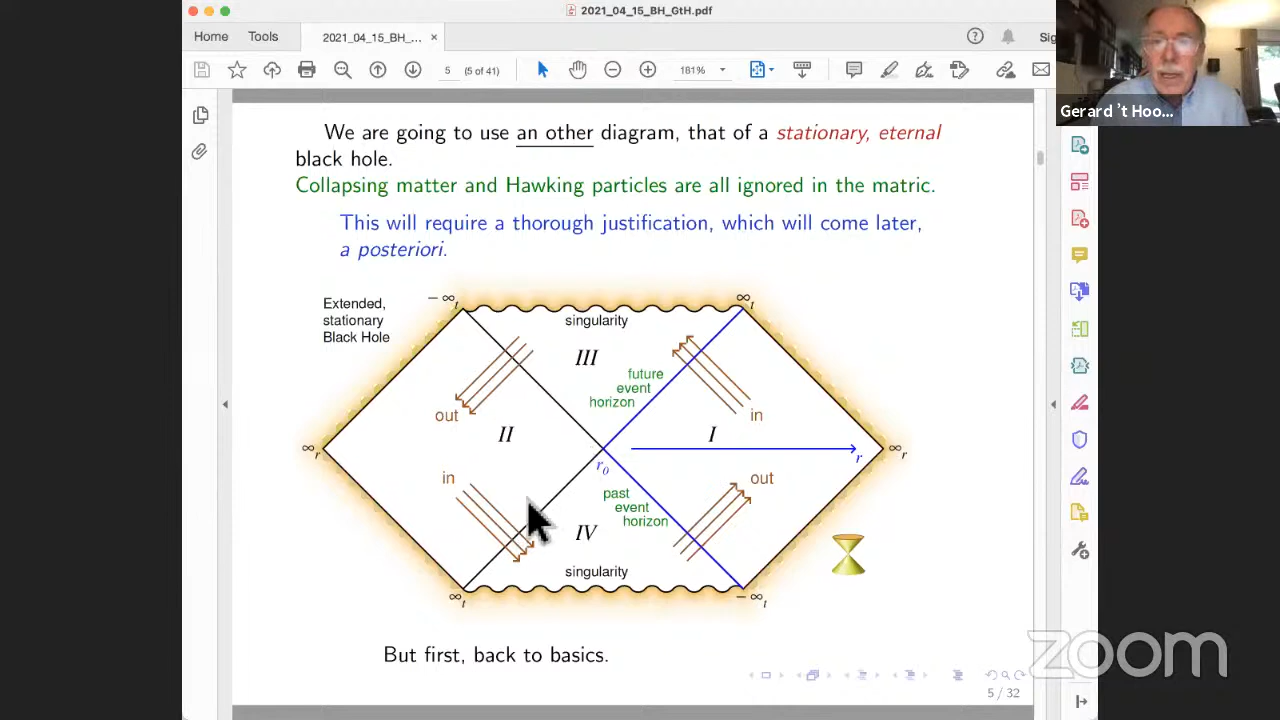 2021_04_15_BH_GtH.pdf
Home Tools 2021_04_15_BH_... × Sig
5 (5 of 41) 181%
Gerard 't Hoo...
We are going to use an other diagram, that of a stationary, eternal
black hole.
Collapsing matter and Hawking particles are all ignored in the matric.
This will require a thorough justification, which will come later,
a posteriori.
Extended,
stationary
Black Hole
− ∞t
∞t
singularity
III
future
event
horizon
out
in
II
I
∞r
r0
r
∞r
in
out
past
event
horizon
IV
singularity
∞t
− ∞t
But first, back to basics.
zoom
5 / 32